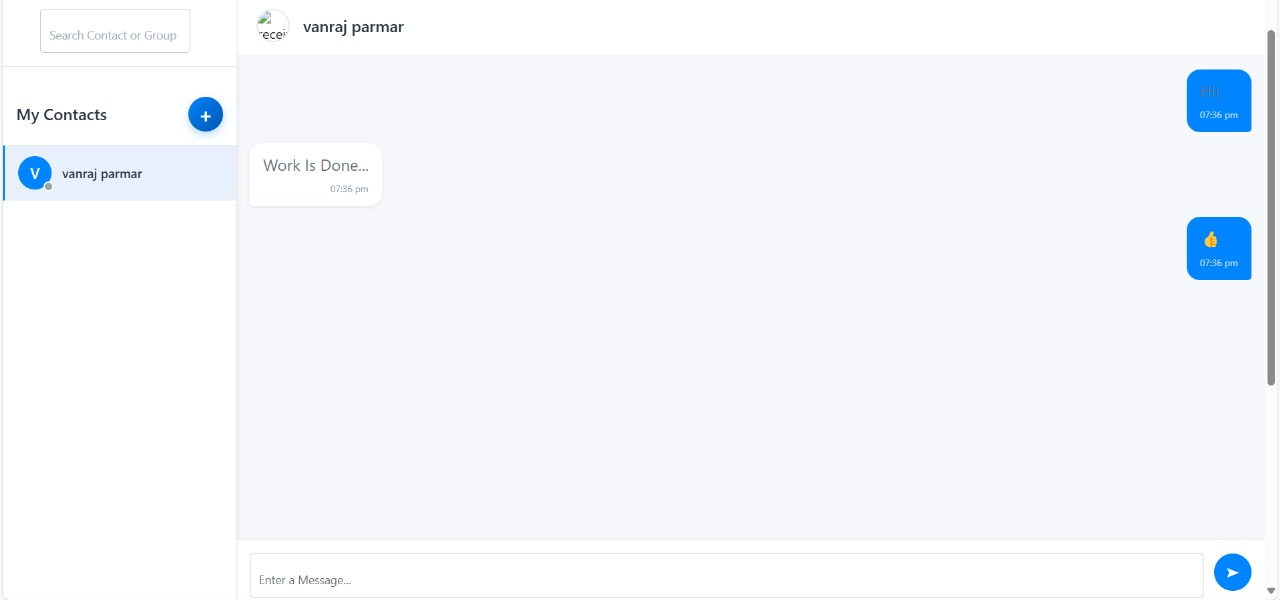 Search Contact or Group
My Contacts
+
V
vanraj parmar
recei
vanraj parmar
Hii
07:36 pm
Work Is Done...
07:36 pm
👍
07:36 pm
Enter a Message...